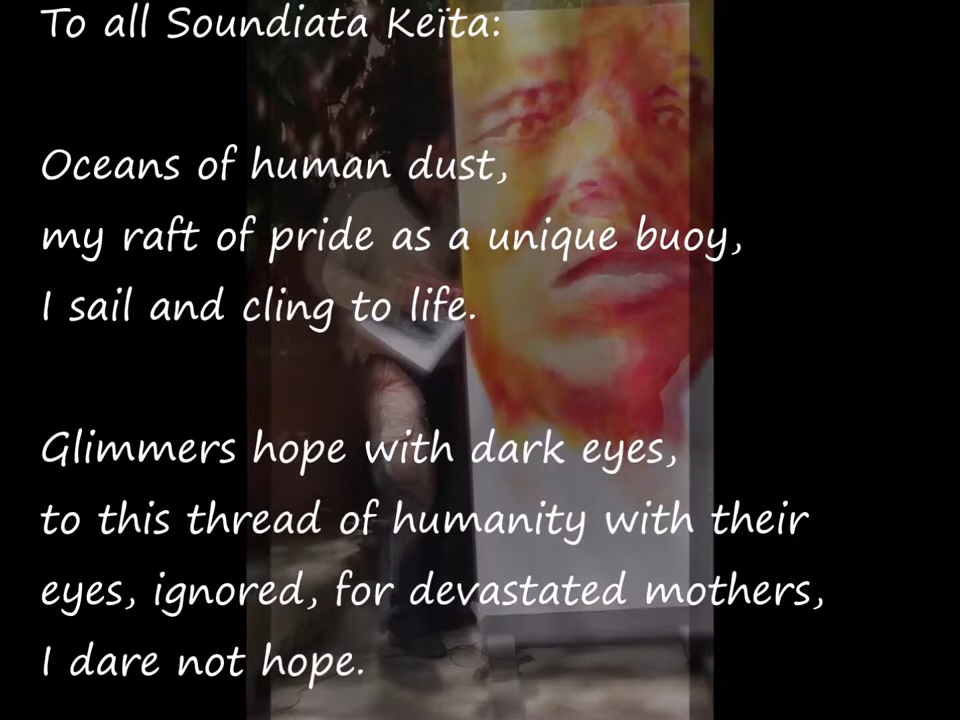 To all Soundiata Keïta:
Oceans of human dust,
my raft of pride as a unique buoy,
I sail and cling to life.
Glimmers hope with dark eyes,
to this thread of humanity with their
eyes, ignored, for devastated mothers,
I dare not hope.